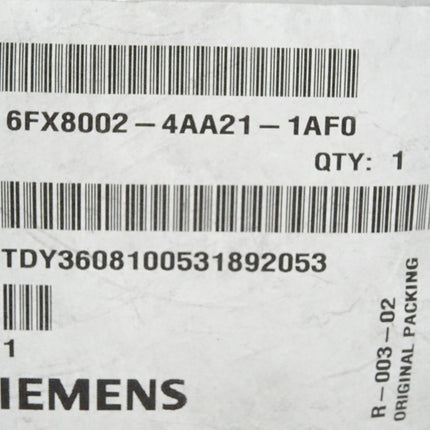 6FX8002-4AA21-1AF0
QTY: 1
TDY3608100531892053
1
IEMENS
R-003-02
ORIGINAL PACKING